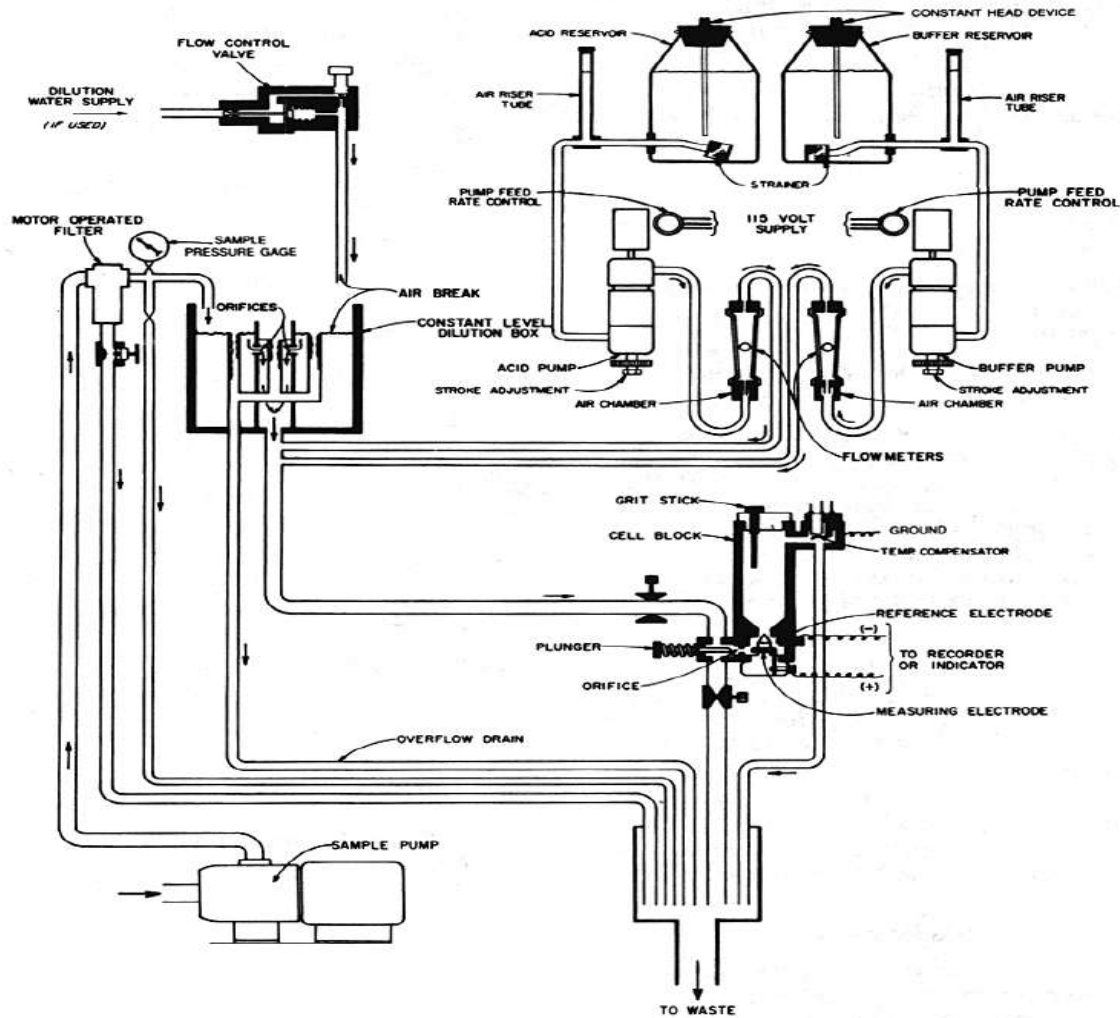 CONSTANT HEAD DEVICE
ACID RESERVOIR
BUFFER RESERVOIR
FLOW CONTROL
VALVE
DILUTION
WATER SUPPLY
(IF USED)
AIR RISER
TUBE
AIR RISER
TUBE
STRAINER
PUMP FEED
RATE CONTROL
115 VOLT
SUPPLY
PUMP FEED
RATE CONTROL
MOTOR OPERATED
FILTER
SAMPLE
PRESSURE GAGE
AIR BREAK
ORIFICES
CONSTANT LEVEL
DILUTION BOX
ACID PUMP
BUFFER PUMP
STROKE ADJUSTMENT
STROKE ADJUSTMENT
AIR CHAMBER
AIR CHAMBER
FLOW METERS
GRIT STICK
GROUND
CELL BLOCK
TEMP. COMPENSATOR
REFERENCE ELECTRODE
(-)
PLUNGER
TO RECORDER
OR INDICATOR
ORIFICE
(+)
MEASURING ELECTRODE
OVERFLOW DRAIN
SAMPLE PUMP
TO WASTE